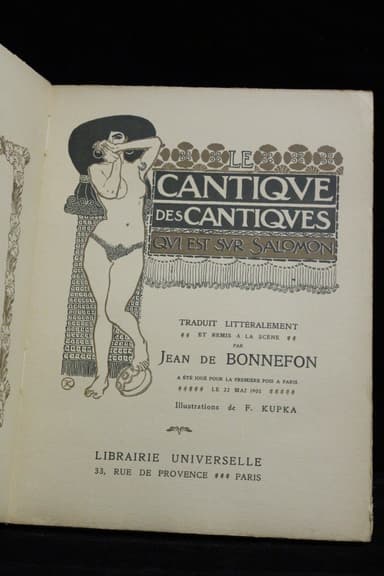 LE
CANTIQVE
DES CANTIQVES
QVI EST SVR SALOMON
TRADUIT LITTÉRALEMENT
ET REMIS A LA SCÈNE
PAR
JEAN DE BONNEFON
A ÉTÉ JOUÉ POUR LA PREMIÈRE FOIS A PARIS
LE 22 MAI 1905
Illustrations de F. KUPKA
LIBRAIRIE UNIVERSELLE
33, RUE DE PROVENCE PARIS